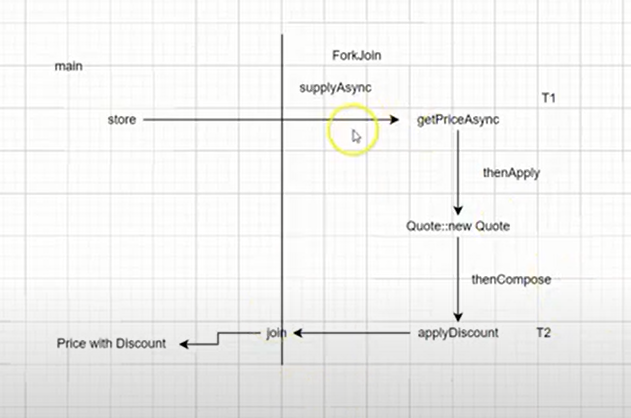 ForkJoin
main
supplyAsync
T1
store
getPriceAsync
thenApply
Quote::new Quote
thenCompose
join
applyDiscount
T2
Price with Discount